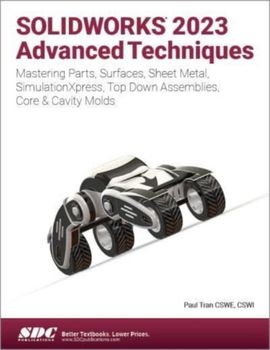 SOLIDWORKS® 2023
Advanced Techniques
Mastering Parts, Surfaces, Sheet Metal,
SimulationXpress, Top Down Assemblies,
Core & Cavity Molds
Paul Tran CSWE, CSWI
SDC
PUBLICATIONS
Better Textbooks. Lower Prices.
www.SDCpublications.com